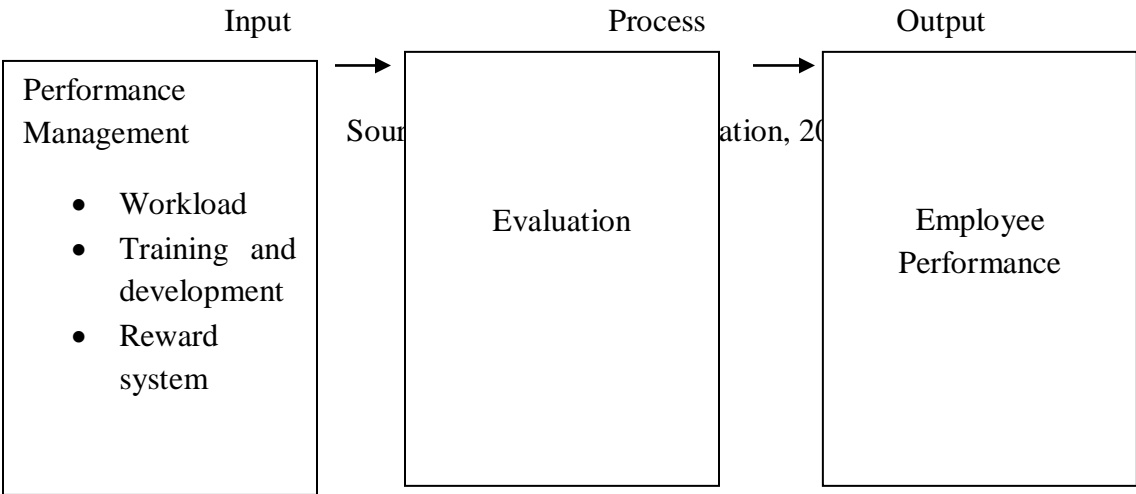 Input Process Output
Performance
Management
• Workload
• Training and
development
• Reward
system
Evaluation
Employee
Performance